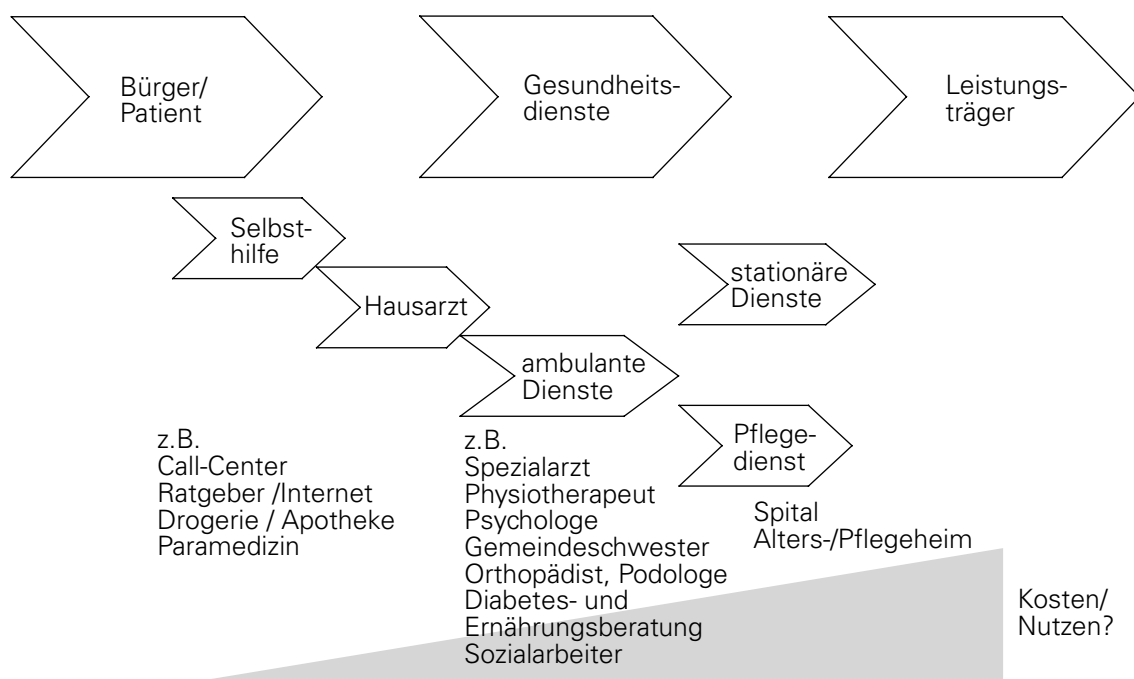 Bürger/
Patient
Gesundheits-
dienste
Leistungs-
träger
Selbst-
hilfe
Hausarzt
stationäre
Dienste
ambulante
Dienste
Pflege-
dienst
z.B.
Call-Center
Ratgeber /Internet
Drogerie / Apotheke
Paramedizin
z.B.
Spezialarzt
Physiotherapeut
Psychologe
Gemeindeschwester
Orthopädist, Podologe
Diabetes- und
Ernährungsberatung
Sozialarbeiter
Spital
Alters-/Pflegeheim
Kosten/
Nutzen?